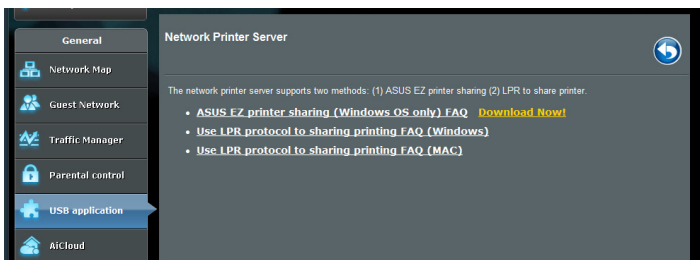 General
Network Map
Guest Network
Traffic Manager
Parental control
USB application
AiCloud
Network Printer Server
The network printer server supports two methods: (1) ASUS EZ printer sharing (2) LPR to share printer.
ASUS EZ printer sharing (Windows OS only) FAQ Download Now!
Use LPR protocol to sharing printing FAQ (Windows)
Use LPR protocol to sharing printing FAQ (MAC)